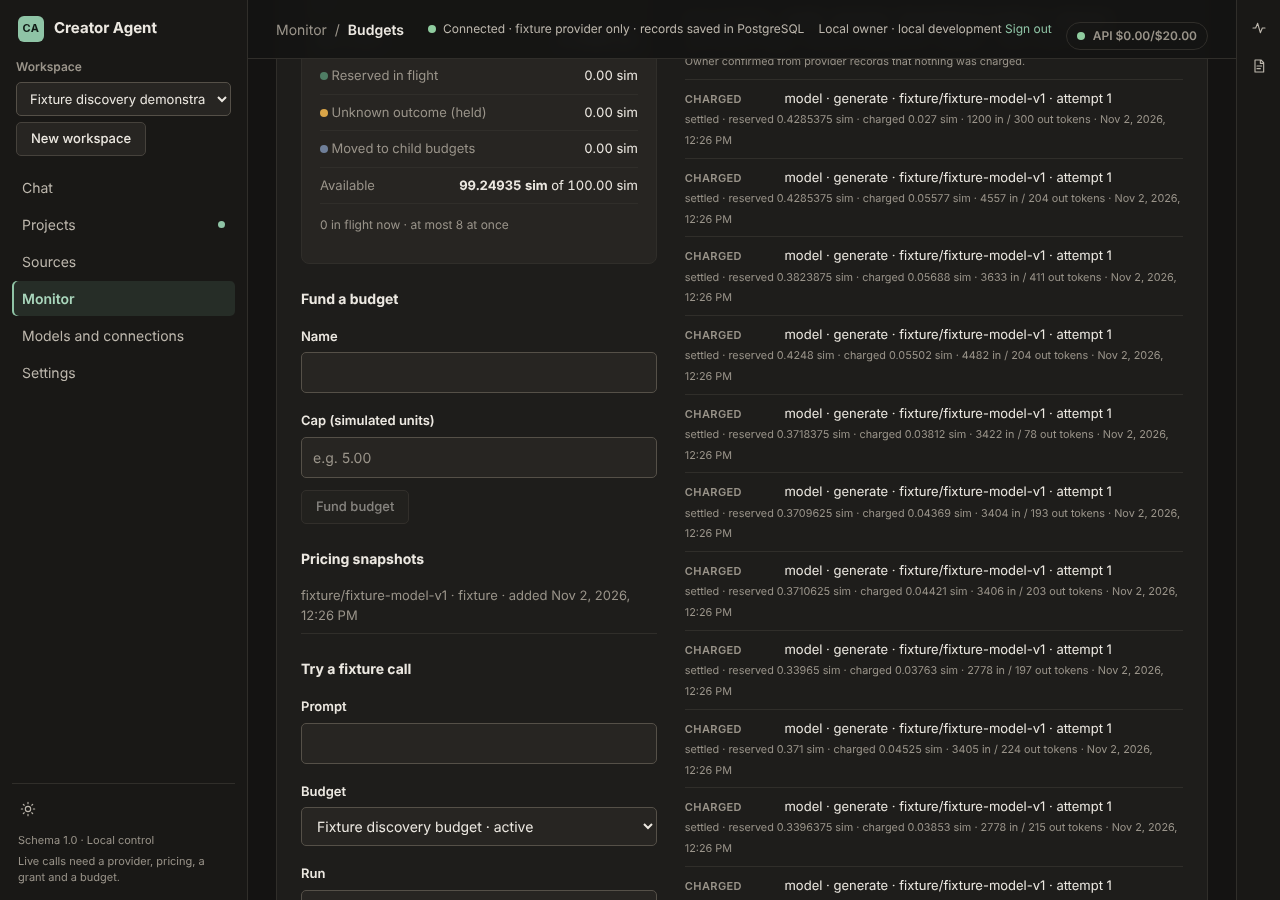 CA Creator Agent
Workspace
Fixture discovery demonstra
New workspace
Chat
Projects
Sources
Monitor
Models and connections
Settings
Schema 1.0 · Local control
Live calls need a provider, pricing, a
grant and a budget.
Monitor / Budgets
Connected · fixture provider only · records saved in PostgreSQL
Local owner · local development Sign out
API $0.00/$20.00
Reserved in flight 0.00 sim
Unknown outcome (held) 0.00 sim
Moved to child budgets 0.00 sim
Available 99.24935 sim of 100.00 sim
0 in flight now · at most 8 at once
Fund a budget
Name
Cap (simulated units)
e.g. 5.00
Fund budget
Pricing snapshots
fixture/fixture-model-v1 · fixture · added Nov 2, 2026,
12:26 PM
Try a fixture call
Prompt
Budget
Fixture discovery budget · active
Run
Owner confirmed from provider records that nothing was charged.
CHARGED model · generate · fixture/fixture-model-v1 · attempt 1
settled · reserved 0.4285375 sim · charged 0.027 sim · 1200 in / 300 out tokens · Nov 2, 2026,
12:26 PM
CHARGED model · generate · fixture/fixture-model-v1 · attempt 1
settled · reserved 0.4285375 sim · charged 0.05577 sim · 4557 in / 204 out tokens · Nov 2, 2026,
12:26 PM
CHARGED model · generate · fixture/fixture-model-v1 · attempt 1
settled · reserved 0.3823875 sim · charged 0.05688 sim · 3633 in / 411 out tokens · Nov 2, 2026,
12:26 PM
CHARGED model · generate · fixture/fixture-model-v1 · attempt 1
settled · reserved 0.4248 sim · charged 0.05502 sim · 4482 in / 204 out tokens · Nov 2, 2026,
12:26 PM
CHARGED model · generate · fixture/fixture-model-v1 · attempt 1
settled · reserved 0.3718375 sim · charged 0.03812 sim · 3422 in / 78 out tokens · Nov 2, 2026,
12:26 PM
CHARGED model · generate · fixture/fixture-model-v1 · attempt 1
settled · reserved 0.3709625 sim · charged 0.04369 sim · 3404 in / 193 out tokens · Nov 2, 2026,
12:26 PM
CHARGED model · generate · fixture/fixture-model-v1 · attempt 1
settled · reserved 0.3710625 sim · charged 0.04421 sim · 3406 in / 203 out tokens · Nov 2, 2026,
12:26 PM
CHARGED model · generate · fixture/fixture-model-v1 · attempt 1
settled · reserved 0.33965 sim · charged 0.03763 sim · 2778 in / 197 out tokens · Nov 2, 2026,
12:26 PM
CHARGED model · generate · fixture/fixture-model-v1 · attempt 1
settled · reserved 0.371 sim · charged 0.04525 sim · 3405 in / 224 out tokens · Nov 2, 2026,
12:26 PM
CHARGED model · generate · fixture/fixture-model-v1 · attempt 1
settled · reserved 0.3396375 sim · charged 0.03853 sim · 2778 in / 215 out tokens · Nov 2, 2026,
12:26 PM
CHARGED model · generate · fixture/fixture-model-v1 · attempt 1